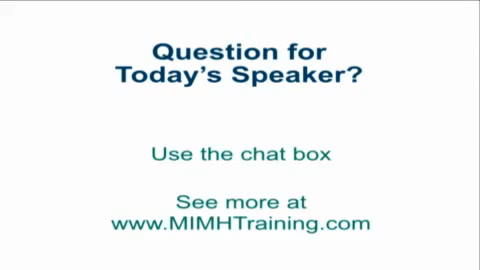 Question for
Today's Speaker?
Use the chat box
See more at
www.MIMHTraining.com